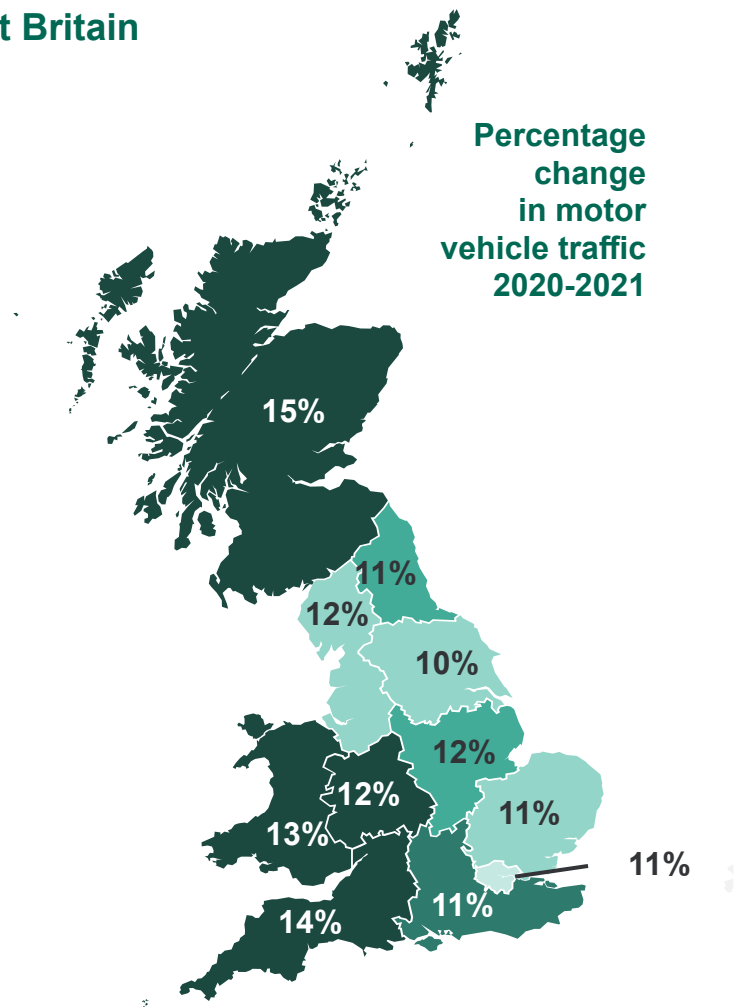 t Britain
Percentage
change
in motor
vehicle traffic
2020-2021
15%
11%
12%
10%
12%
12%
11%
13%
11%
14%
11%